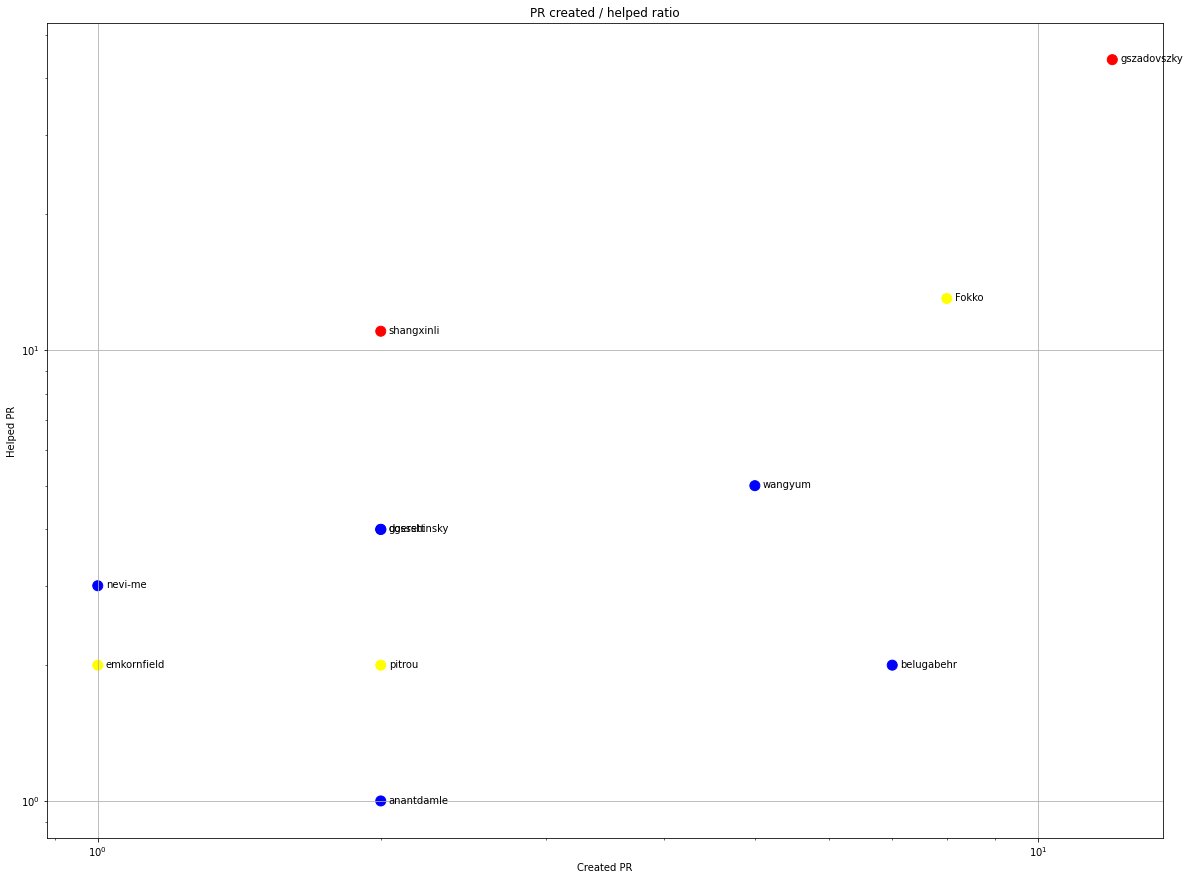 PR created / helped ratio
gszadovszky
Fokko
shangxinli
10¹
wangyum
Helped PR
nevi-me
emkornfield
pitrou
belugabehr
10⁰
anantdamle
10⁰
10¹
Created PR